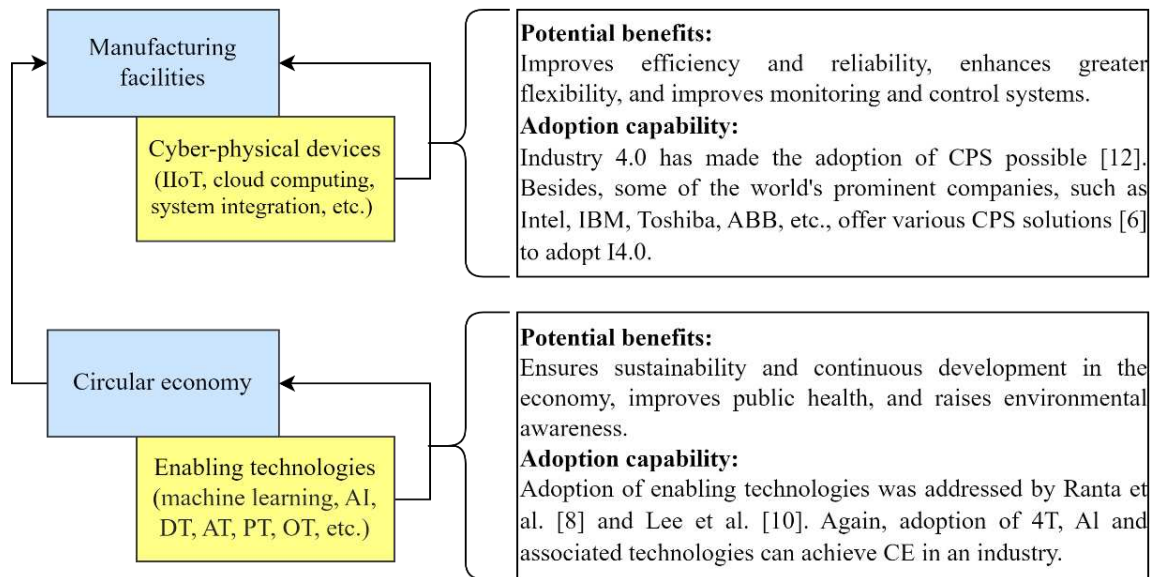 Manufacturing
facilities
Cyber-physical devices
(IIoT, cloud computing,
system integration, etc.)
Potential benefits:
Improves efficiency and reliability, enhances greater
flexibility, and improves monitoring and control systems.
Adoption capability:
Industry 4.0 has made the adoption of CPS possible [12].
Besides, some of the world's prominent companies, such as
Intel, IBM, Toshiba, ABB, etc., offer various CPS solutions [6]
to adopt I4.0.
Circular economy
Enabling technologies
(machine learning, AI,
DT, AT, PT, OT, etc.)
Potential benefits:
Ensures sustainability and continuous development in the
economy, improves public health, and raises environmental
awareness.
Adoption capability:
Adoption of enabling technologies was addressed by Ranta et
al. [8] and Lee et al. [10]. Again, adoption of 4T, Al and
associated technologies can achieve CE in an industry.